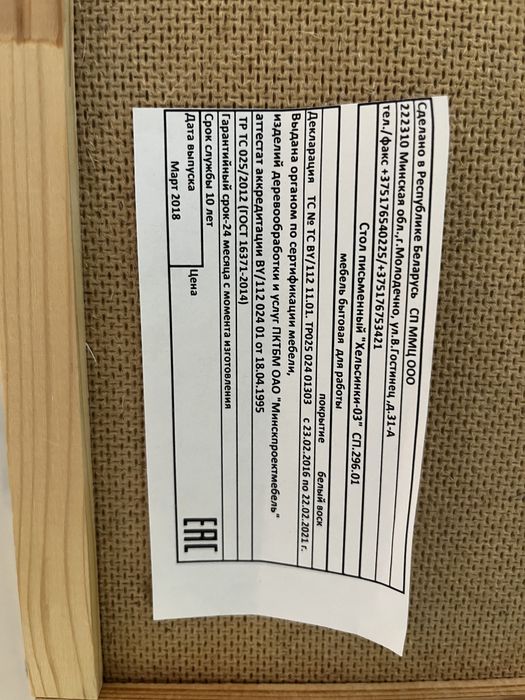 Сделано в Республике Беларусь СП ММЦ ООО
222310 Минская обл.,г.Молодечно, ул.В.Гостинец ,д.31-А
тел./факс +375176540225/+375176753421
Стол письменный "Хельсинки-03" СП.296.01
мебель бытовая для работы
покрытие белый воск
Декларация ТС № ТС BY/112 11.01. ТР025 024 01303 с 23.02.2016 по 22.02.2021 г.
Выдана органом по сертификации мебели,
изделий деревообработки и услуг ПКТБМ ОАО "Минскпроектмебель"
аттестат аккредитации BY/112 024 01 от 18.04.1995
ТР ТС 025/2012 (ГОСТ 16371-2014)
Гарантийный срок-24 месяца с момента изготовления
Срок службы 10 лет
Дата выпуска Цена
Март 2018
EAC